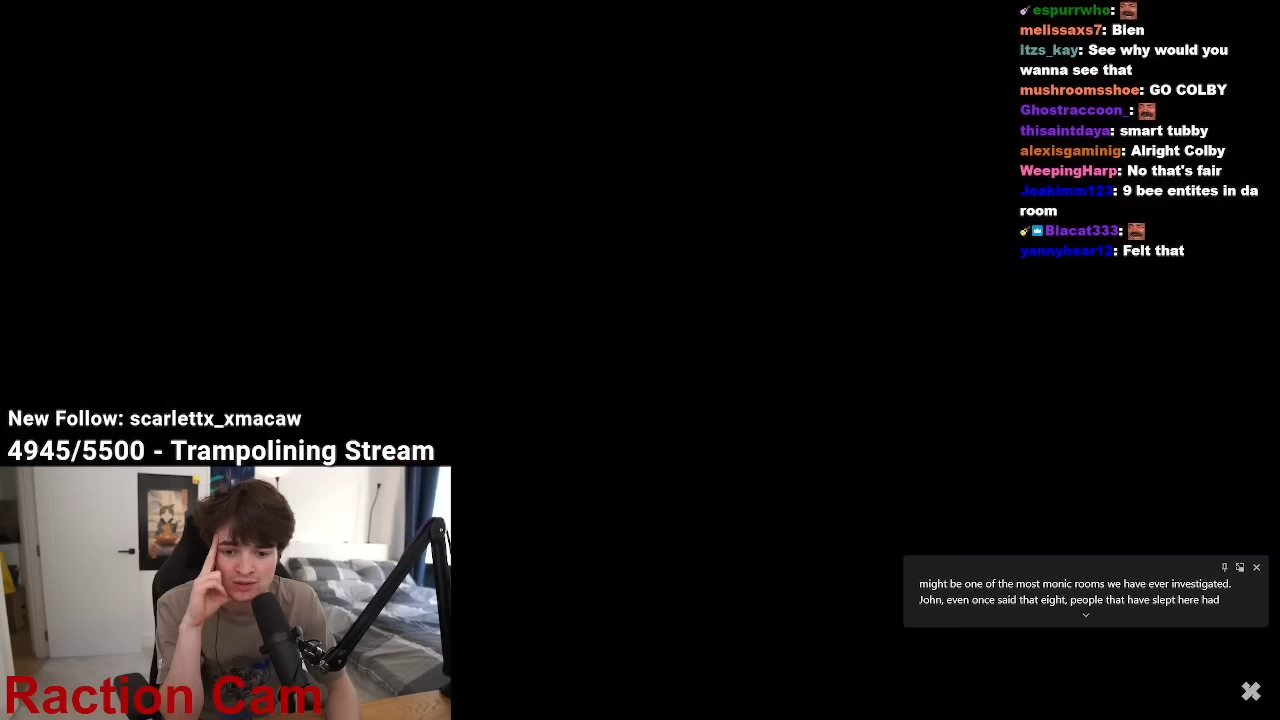 espurrwho:
melissaxs7: Bien
Itzs_kay: See why would you
wanna see that
mushroomsshoe: GO COLBY
Ghostraccoon_:
thisaintdaya: smart tubby
alexisgaminig: Alright Colby
WeepingHarp: No that's fair
Joakimm123: 9 bee entites in da
room
Blacat333:
yannybear12: Felt that
New Follow: scarlettx_xmacaw
4945/5500 - Trampolining Stream
might be one of the most monic rooms we have ever investigated.
John, even once said that eight, people that have slept here had
Raction Cam